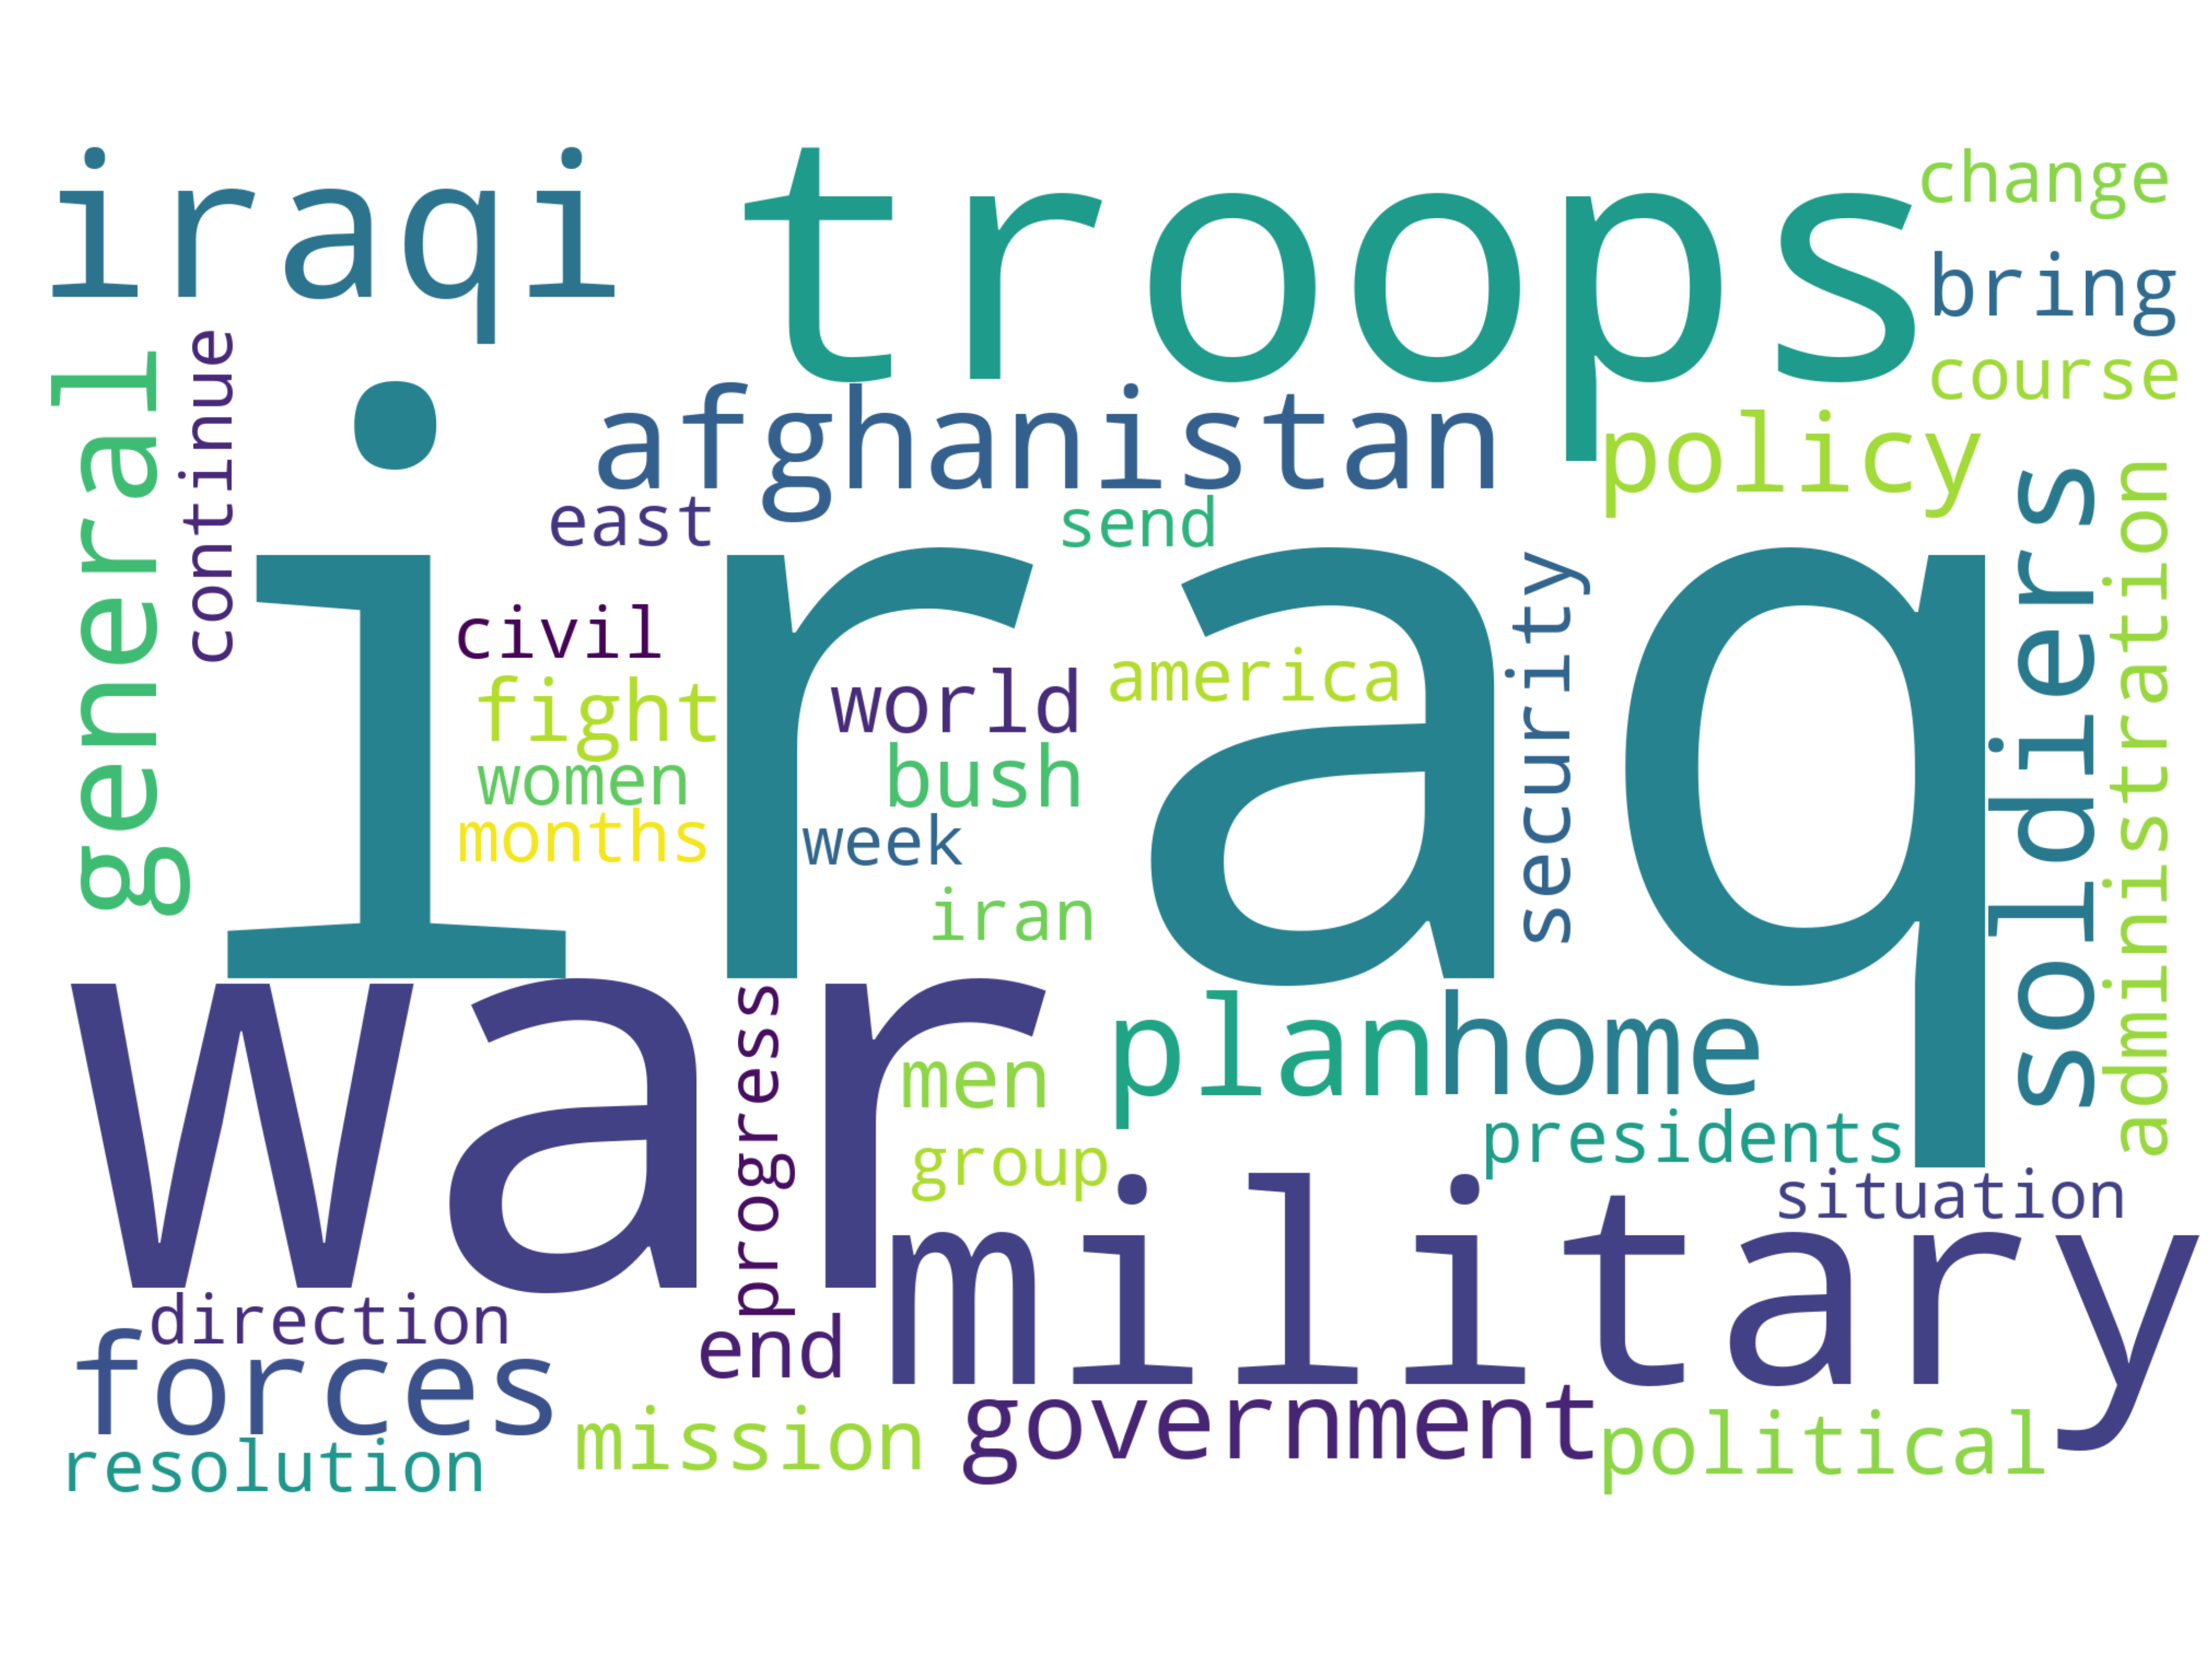 iraqi
troops
change
bring
course
general
continue
afghanistan
policy
east
send
iraq
soldiers
administration
civil
security
america
fight
world
women
bush
months
week
iran
war
progress
men
plan
home
presidents
group
situation
military
direction
forces
end
mission
government
political
resolution